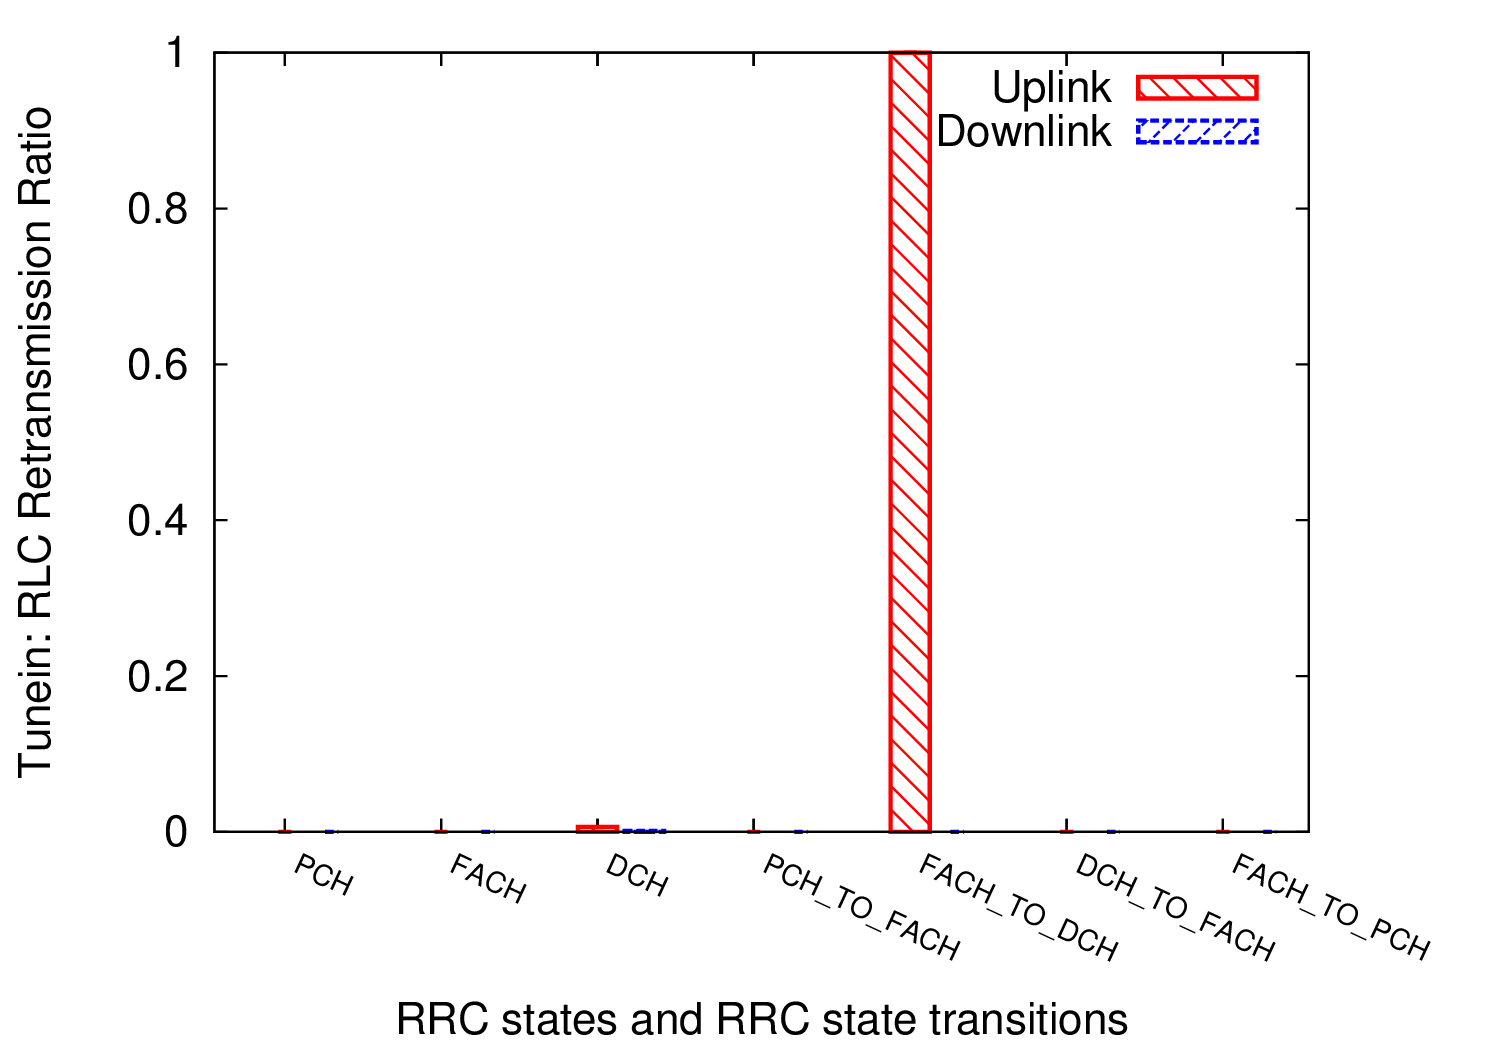 Tunein: RLC Retransmission Ratio
1
0.8
0.6
0.4
0.2
0
Uplink
Downlink
PCH
FACH
DCH
PCH_TO_FACH
FACH_TO_DCH
DCH_TO_FACH
FACH_TO_PCH
RRC states and RRC state transitions